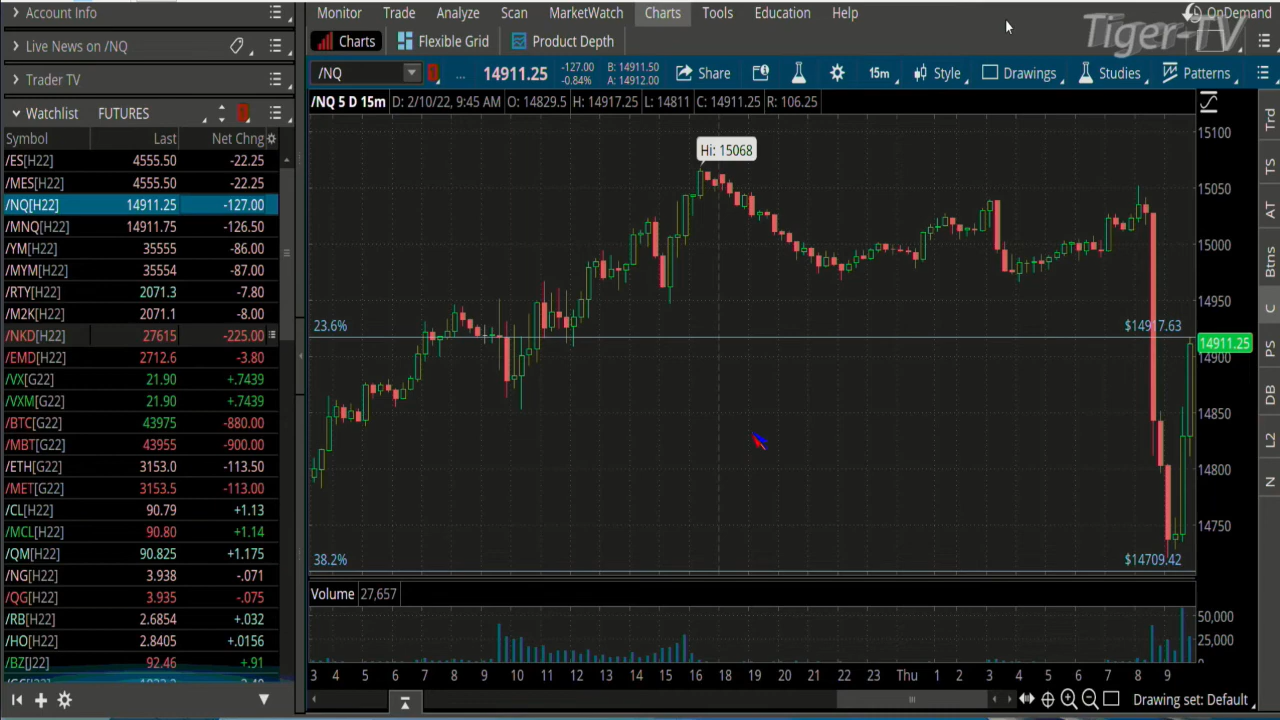 Account Info
Live News on /NQ
Trader TV
Watchlist FUTURES
Symbol Last Net Chng
/ES[H22] 4555.50 -22.25
/MES[H22] 4555.50 -22.25
/NQ[H22] 14911.25 -127.00
/MNQ[H22] 14911.75 -126.50
/YM[H22] 35555 -86.00
/MYM[H22] 35554 -87.00
/RTY[H22] 2071.3 -7.80
/M2K[H22] 2071.1 -8.00
/NKD[H22] 27615 -225.00
/EMD[H22] 2712.6 -3.80
/VX[G22] 21.90 +.7439
/VXM[G22] 21.90 +.7439
/BTC[G22] 43975 -880.00
/MBT[G22] 43955 -900.00
/ETH[G22] 3153.0 -113.50
/MET[G22] 3153.5 -113.00
/CL[H22] 90.79 +1.13
/MCL[H22] 90.80 +1.14
/QM[H22] 90.825 +1.175
/NG[H22] 3.938 -.071
/QG[H22] 3.935 -.075
/RB[H22] 2.6854 +.032
/HO[H22] 2.8405 +.0156
/BZ[J22] 92.46 +.91
Monitor Trade Analyze Scan MarketWatch Charts Tools Education Help
OnDemand
Tiger-TV
Charts Flexible Grid Product Depth
/NQ ... 14911.25 -127.00 -0.84% B: 14911.50 A: 14912.00 Share 15m Style Drawings Studies Patterns
/NQ 5 D 15m D: 2/10/22, 9:45 AM O: 14829.5 H: 14917.25 L: 14811 C: 14911.25 R: 106.25
Hi: 15068
15100
15050
15000
14950
23.6% $14917.63
14911.25
14900
14850
14800
14750
38.2% $14709.42
Volume 27,657
50,000
25,000
0
3 4 5 6 7 8 9 10 11 12 13 14 15 16 17 18 19 20 21 22 23 Thu 1 2 3 4 5 6 7 8 9
Drawing set: Default
Trd
TS
AT
Btns
C
PS
DB
L2
N